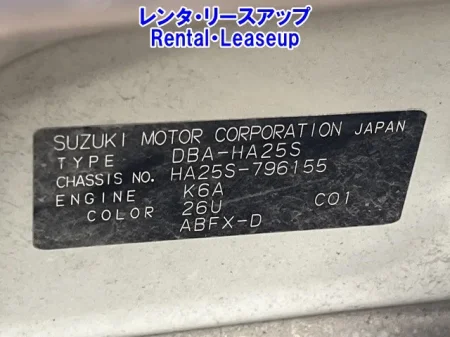 レンタ・リースアップ
Rental・Leaseup
SUZUKI MOTOR CORPORATION JAPAN
TYPE DBA-HA25S
CHASSIS NO. HA25S-796155
ENGINE K6A
COLOR 26U C01
ABFX-D